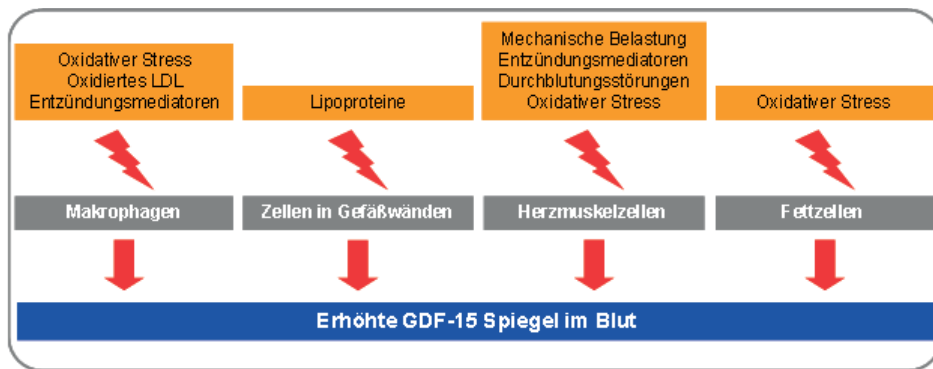 Oxidativer Stress
Oxidiertes LDL
Entzündungsmediatoren
Lipoproteine
Mechanische Belastung
Entzündungsmediatoren
Durchblutungsstörungen
Oxidativer Stress
Oxidativer Stress
Makrophagen
Zellen in Gefäßwänden
Herzmuskelzellen
Fettzellen
Erhöhte GDF-15 Spiegel im Blut